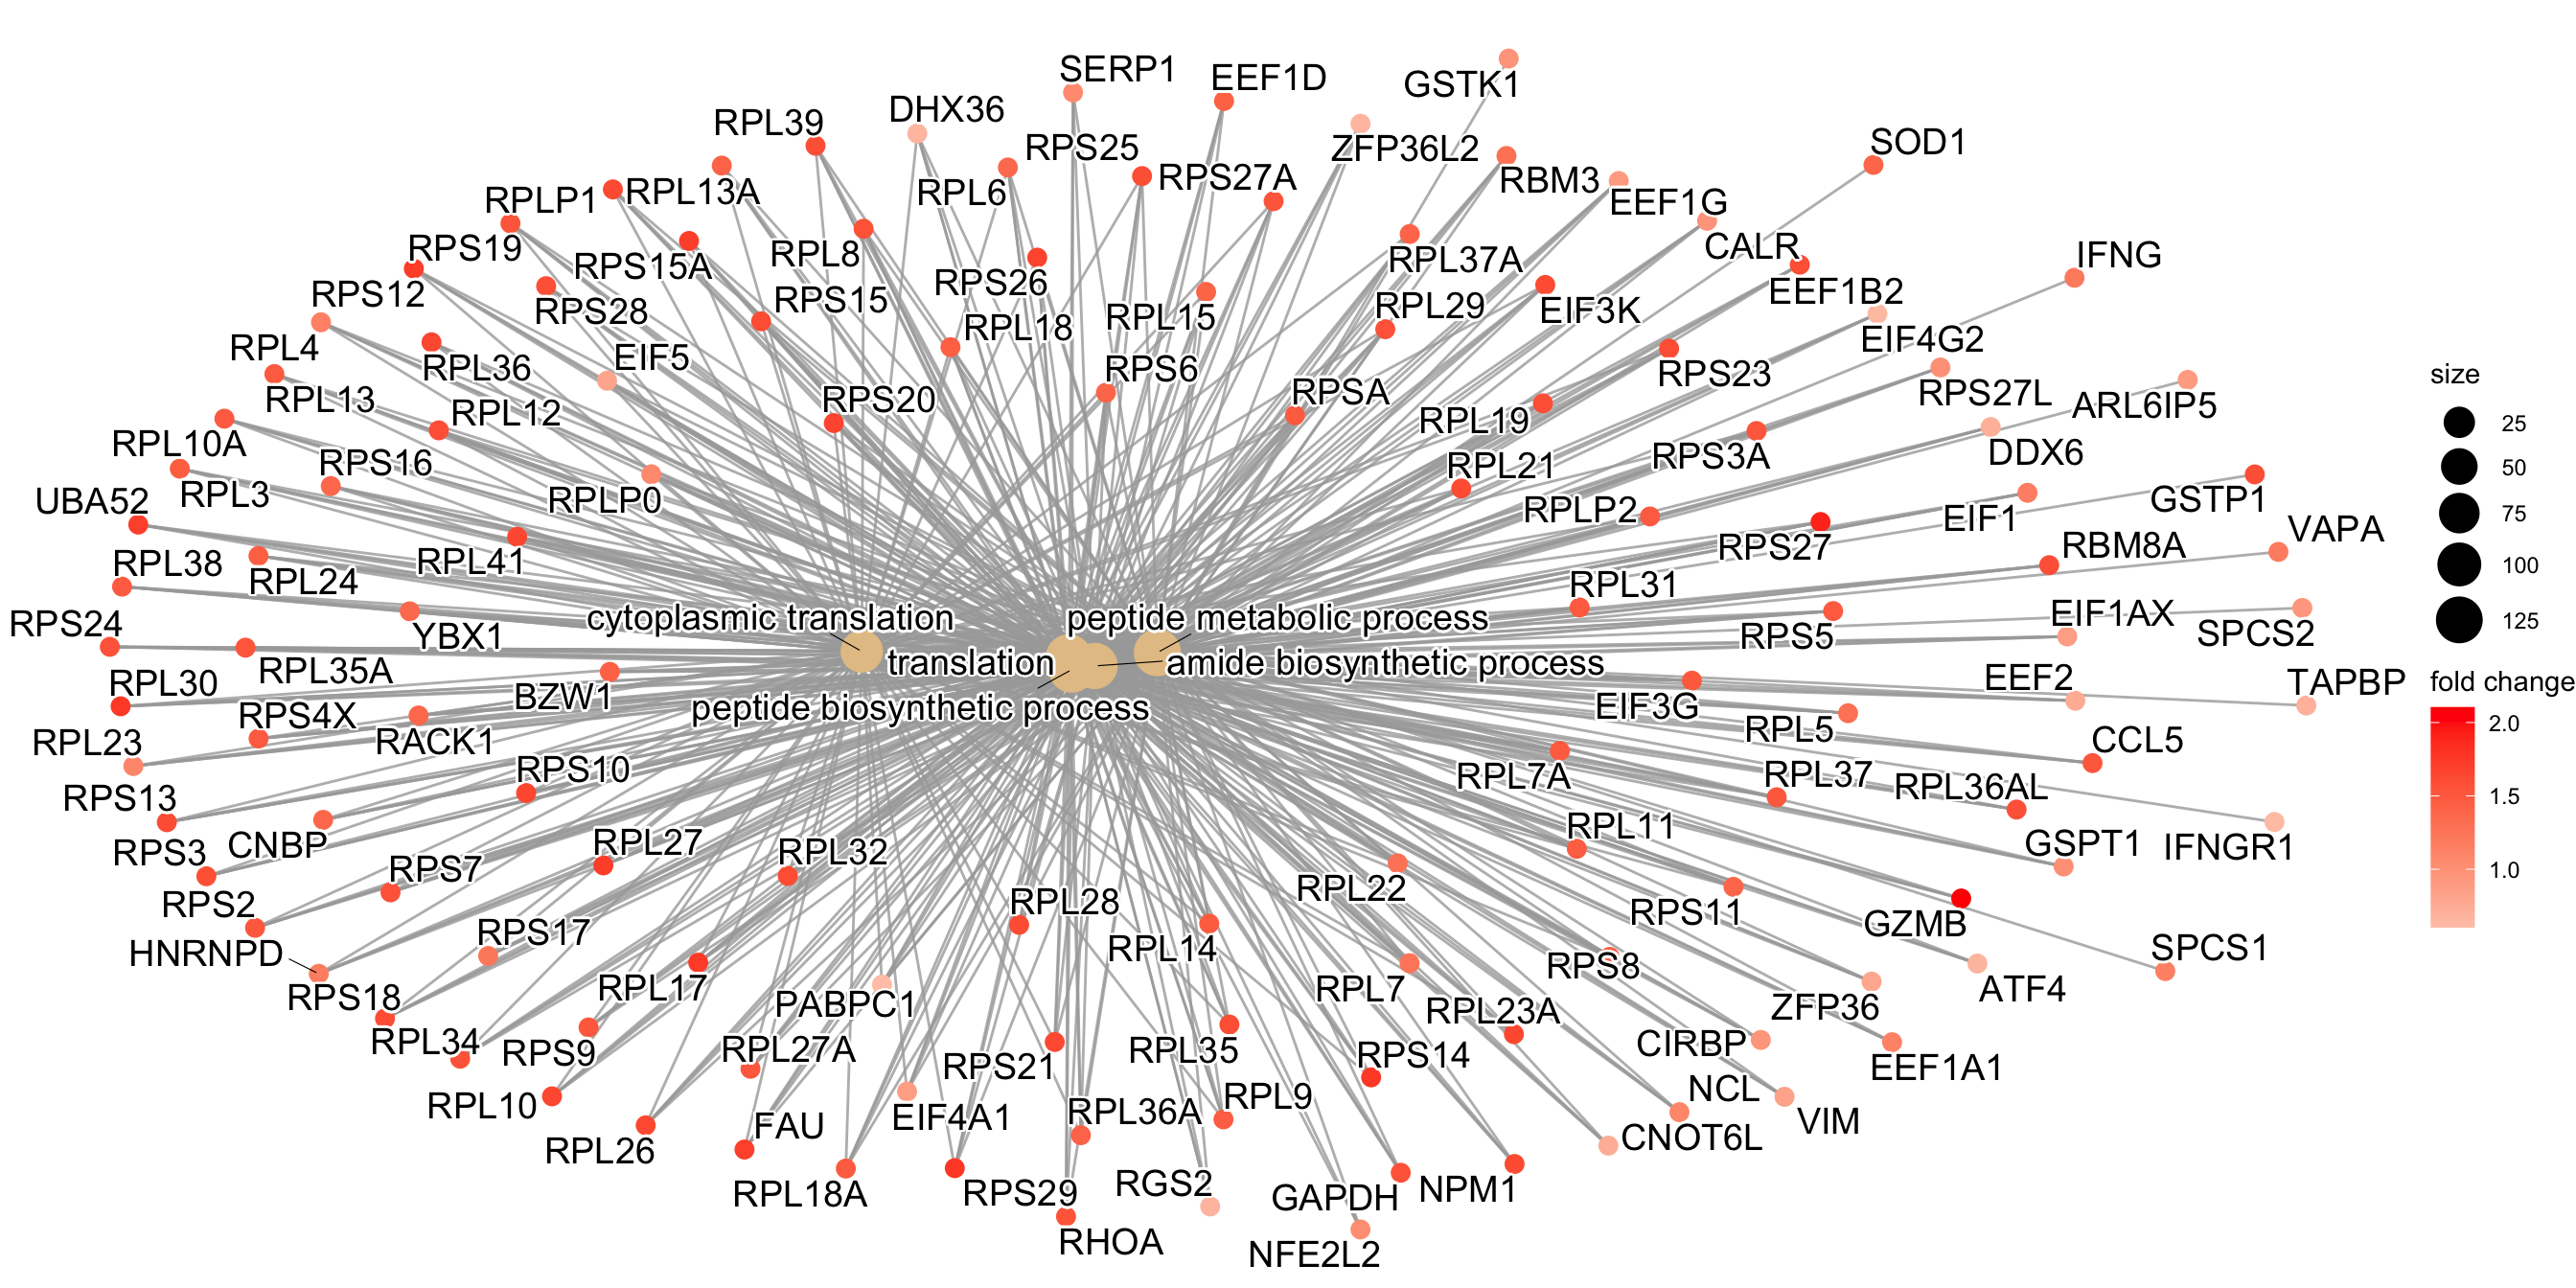 SERP1
EEF1D
GSTK1
RPL39
DHX36
RPS25
ZFP36L2
SOD1
RPLP1
RPL13A
RPL6
RPS27A
RBM3
EEF1G
RPS19
RPS15A
RPL8
RPS26
RPL37A
CALR
IFNG
RPS12
RPS28
RPS15
RPL18
RPL15
RPL29
EIF3K
EEF1B2
RPL4
RPL36
EIF5
RPS6
RPS23
EIF4G2
RPL13
RPL12
RPS20
RPSA
RPL19
RPS27L
ARL6IP5
RPL10A
RPS16
RPL21
RPS3A
DDX6
UBA52
RPL3
RPLP0
RPLP2
EIF1
GSTP1
RPL38
RPL24
RPL41
RPS27
RBM8A
VAPA
RPS24
YBX1
cytoplasmic translation
peptide metabolic process
RPL31
RPS5
EIF1AX
SPCS2
RPL30
RPL35A
BZW1
translation
amide biosynthetic process
EEF2
TAPBP
RPL23
RPS4X
RACK1
peptide biosynthetic process
EIF3G
RPL5
CCL5
RPS13
RPS10
RPL7A
RPL37
RPL36AL
RPS3
CNBP
RPL27
RPL32
RPL11
GSPT1
IFNGR1
RPS2
RPS7
RPL28
RPL22
RPS11
GZMB
HNRNPD
RPS17
RPL14
RPS8
SPCS1
RPS18
RPL17
PABPC1
RPL7
RPL23A
ZFP36
ATF4
RPL34
RPS9
RPL27A
RPS21
RPL35
RPS14
CIRBP
EEF1A1
RPL10
FAU
EIF4A1
RPL36A
RPL9
NCL
VIM
RPL26
CNOT6L
RPL18A
RPS29
RGS2
GAPDH
NPM1
RHOA
NFE2L2
size
25
50
75
100
125
fold change
2.0
1.5
1.0